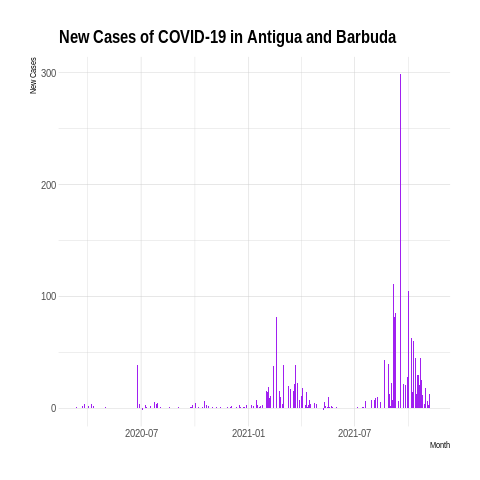 New Cases of COVID-19 in Antigua and Barbuda
New Cases
300
200
100
0
2020-07 2021-01 2021-07
Month